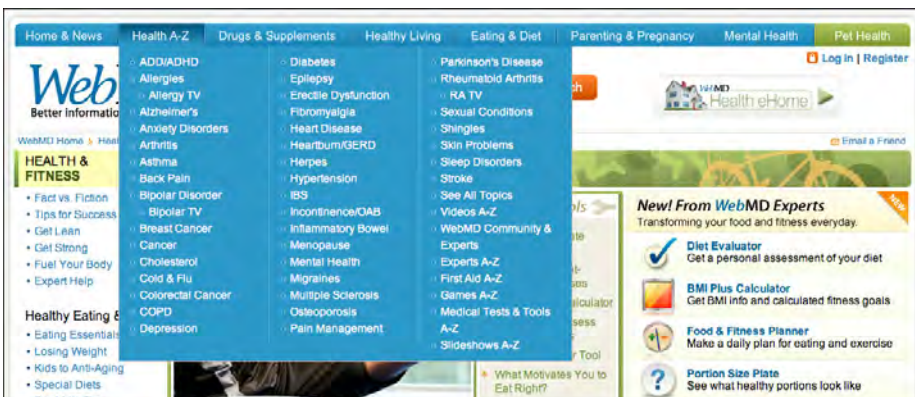 Home & News Health A-Z Drugs & Supplements Healthy Living Eating & Diet Parenting & Pregnancy Mental Health Pet Health
Log In | Register
Web
Better Informatio
WebMD Home
HEALTH &
FITNESS
Fact vs. Fiction
Tips for Success
Get Lean
Get Strong
Fuel Your Body
Expert Help
Healthy Eating &
Eating Essentials
Losing Weight
Kids to Anti-Aging
Special Diets
ADD/ADHD
Allergies
Allergy TV
Alzheimer's
Anxiety Disorders
Arthritis
Asthma
Back Pain
Bipolar Disorder
Bipolar TV
Breast Cancer
Cancer
Cholesterol
Cold & Flu
Colorectal Cancer
COPD
Depression
Diabetes
Epilepsy
Erectile Dysfunction
Fibromyalgia
Heart Disease
Heartburn/GERD
Herpes
Hypertension
IBS
Incontinence/OAB
Inflammatory Bowel
Menopause
Mental Health
Migraines
Multiple Sclerosis
Osteoporosis
Pain Management
Parkinson's Disease
Rheumatoid Arthritis
RA TV
Sexual Conditions
Shingles
Skin Problems
Sleep Disorders
Stroke
See All Topics
Videos A-Z
WebMD Community &
Experts
Experts A-Z
First Aid A-Z
Games A-Z
Medical Tests & Tools
A-Z
Slideshows A-Z
Tool
What Motivates You to
Eat Right?
WebMD
Health eHome
Email a Friend
New! From WebMD Experts
NEW
Transforming your food and fitness everyday.
Diet Evaluator
Get a personal assessment of your diet
BMI Plus Calculator
Get BMI info and calculated fitness goals
Food & Fitness Planner
Make a daily plan for eating and exercise
Portion Size Plate
See what healthy portions look like